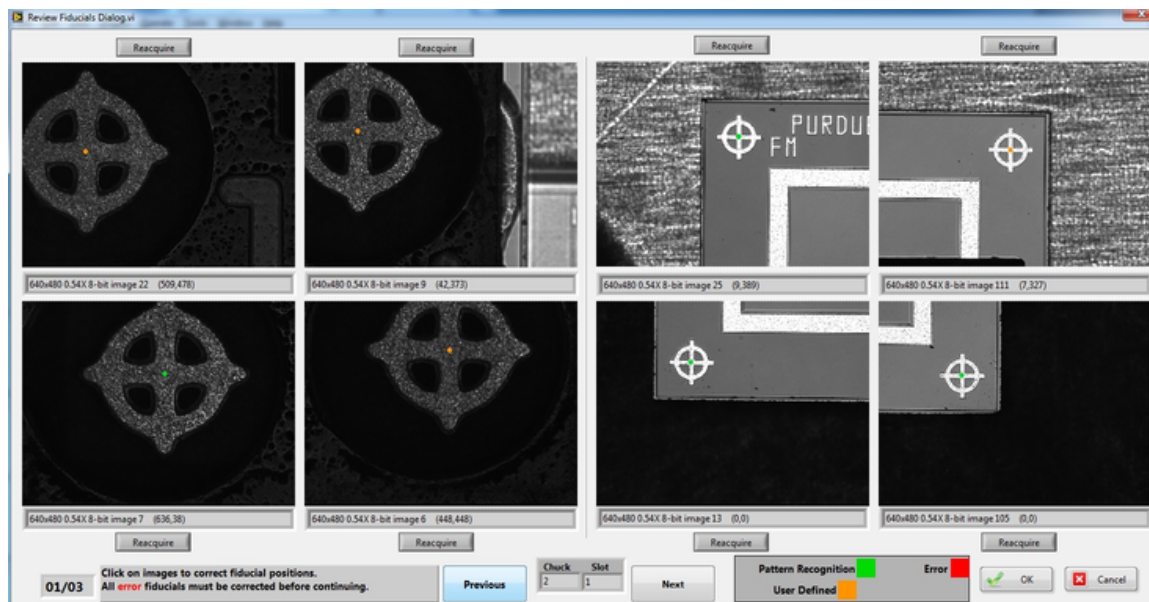 Review Fiducials Dialog.vi
Reacquire
Reacquire
Reacquire
Reacquire
PURDUE
FM
640x480 0.54X 8-bit image 22 (509,478)
640x480 0.54X 8-bit image 9 (42,373)
640x480 0.54X 8-bit image 25 (9,389)
640x480 0.54X 8-bit image 111 (7,327)
640x480 0.54X 8-bit image 7 (636,38)
640x480 0.54X 8-bit image 6 (448,448)
640x480 0.54X 8-bit image 13 (0,0)
640x480 0.54X 8-bit image 105 (0,0)
Reacquire
Reacquire
Reacquire
Reacquire
01/03
Click on images to correct fiducial positions.
All error fiducials must be corrected before continuing.
Previous
Chuck
2
Slot
1
Next
Pattern Recognition
Error
User Defined
OK
Cancel